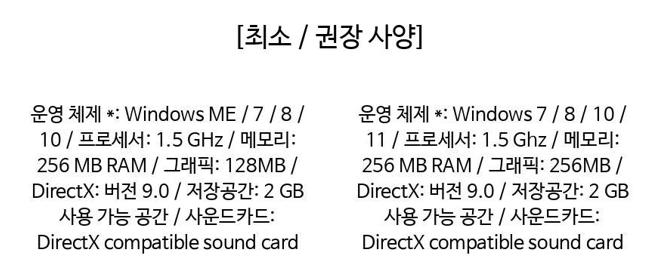 [최소 / 권장 사양]
운영 체제 *: Windows ME / 7 / 8 /
10 / 프로세서: 1.5 GHz / 메모리:
256 MB RAM / 그래픽: 128MB /
DirectX: 버전 9.0 / 저장공간: 2 GB
사용 가능 공간 / 사운드카드:
DirectX compatible sound card
운영 체제 *: Windows 7 / 8 / 10 /
11 / 프로세서: 1.5 Ghz / 메모리:
256 MB RAM / 그래픽: 256MB /
DirectX: 버전 9.0 / 저장공간: 2 GB
사용 가능 공간 / 사운드카드:
DirectX compatible sound card